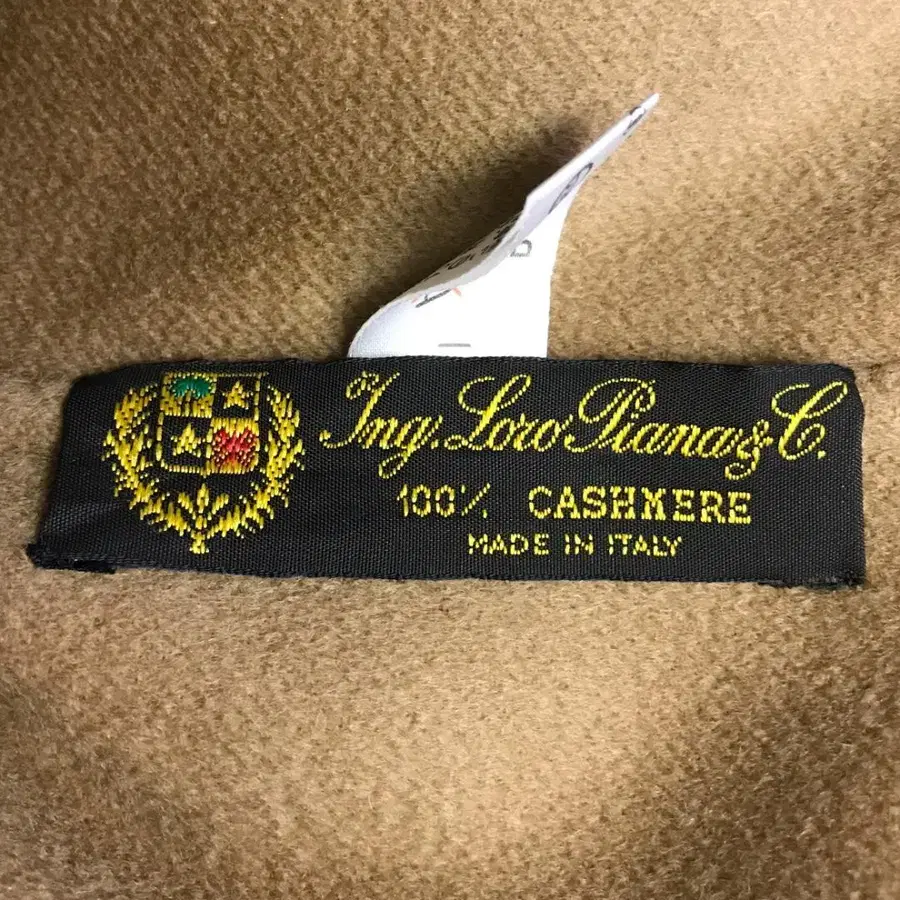 Ing. Loro Piana & C.
100% CASHMERE
MADE IN ITALY